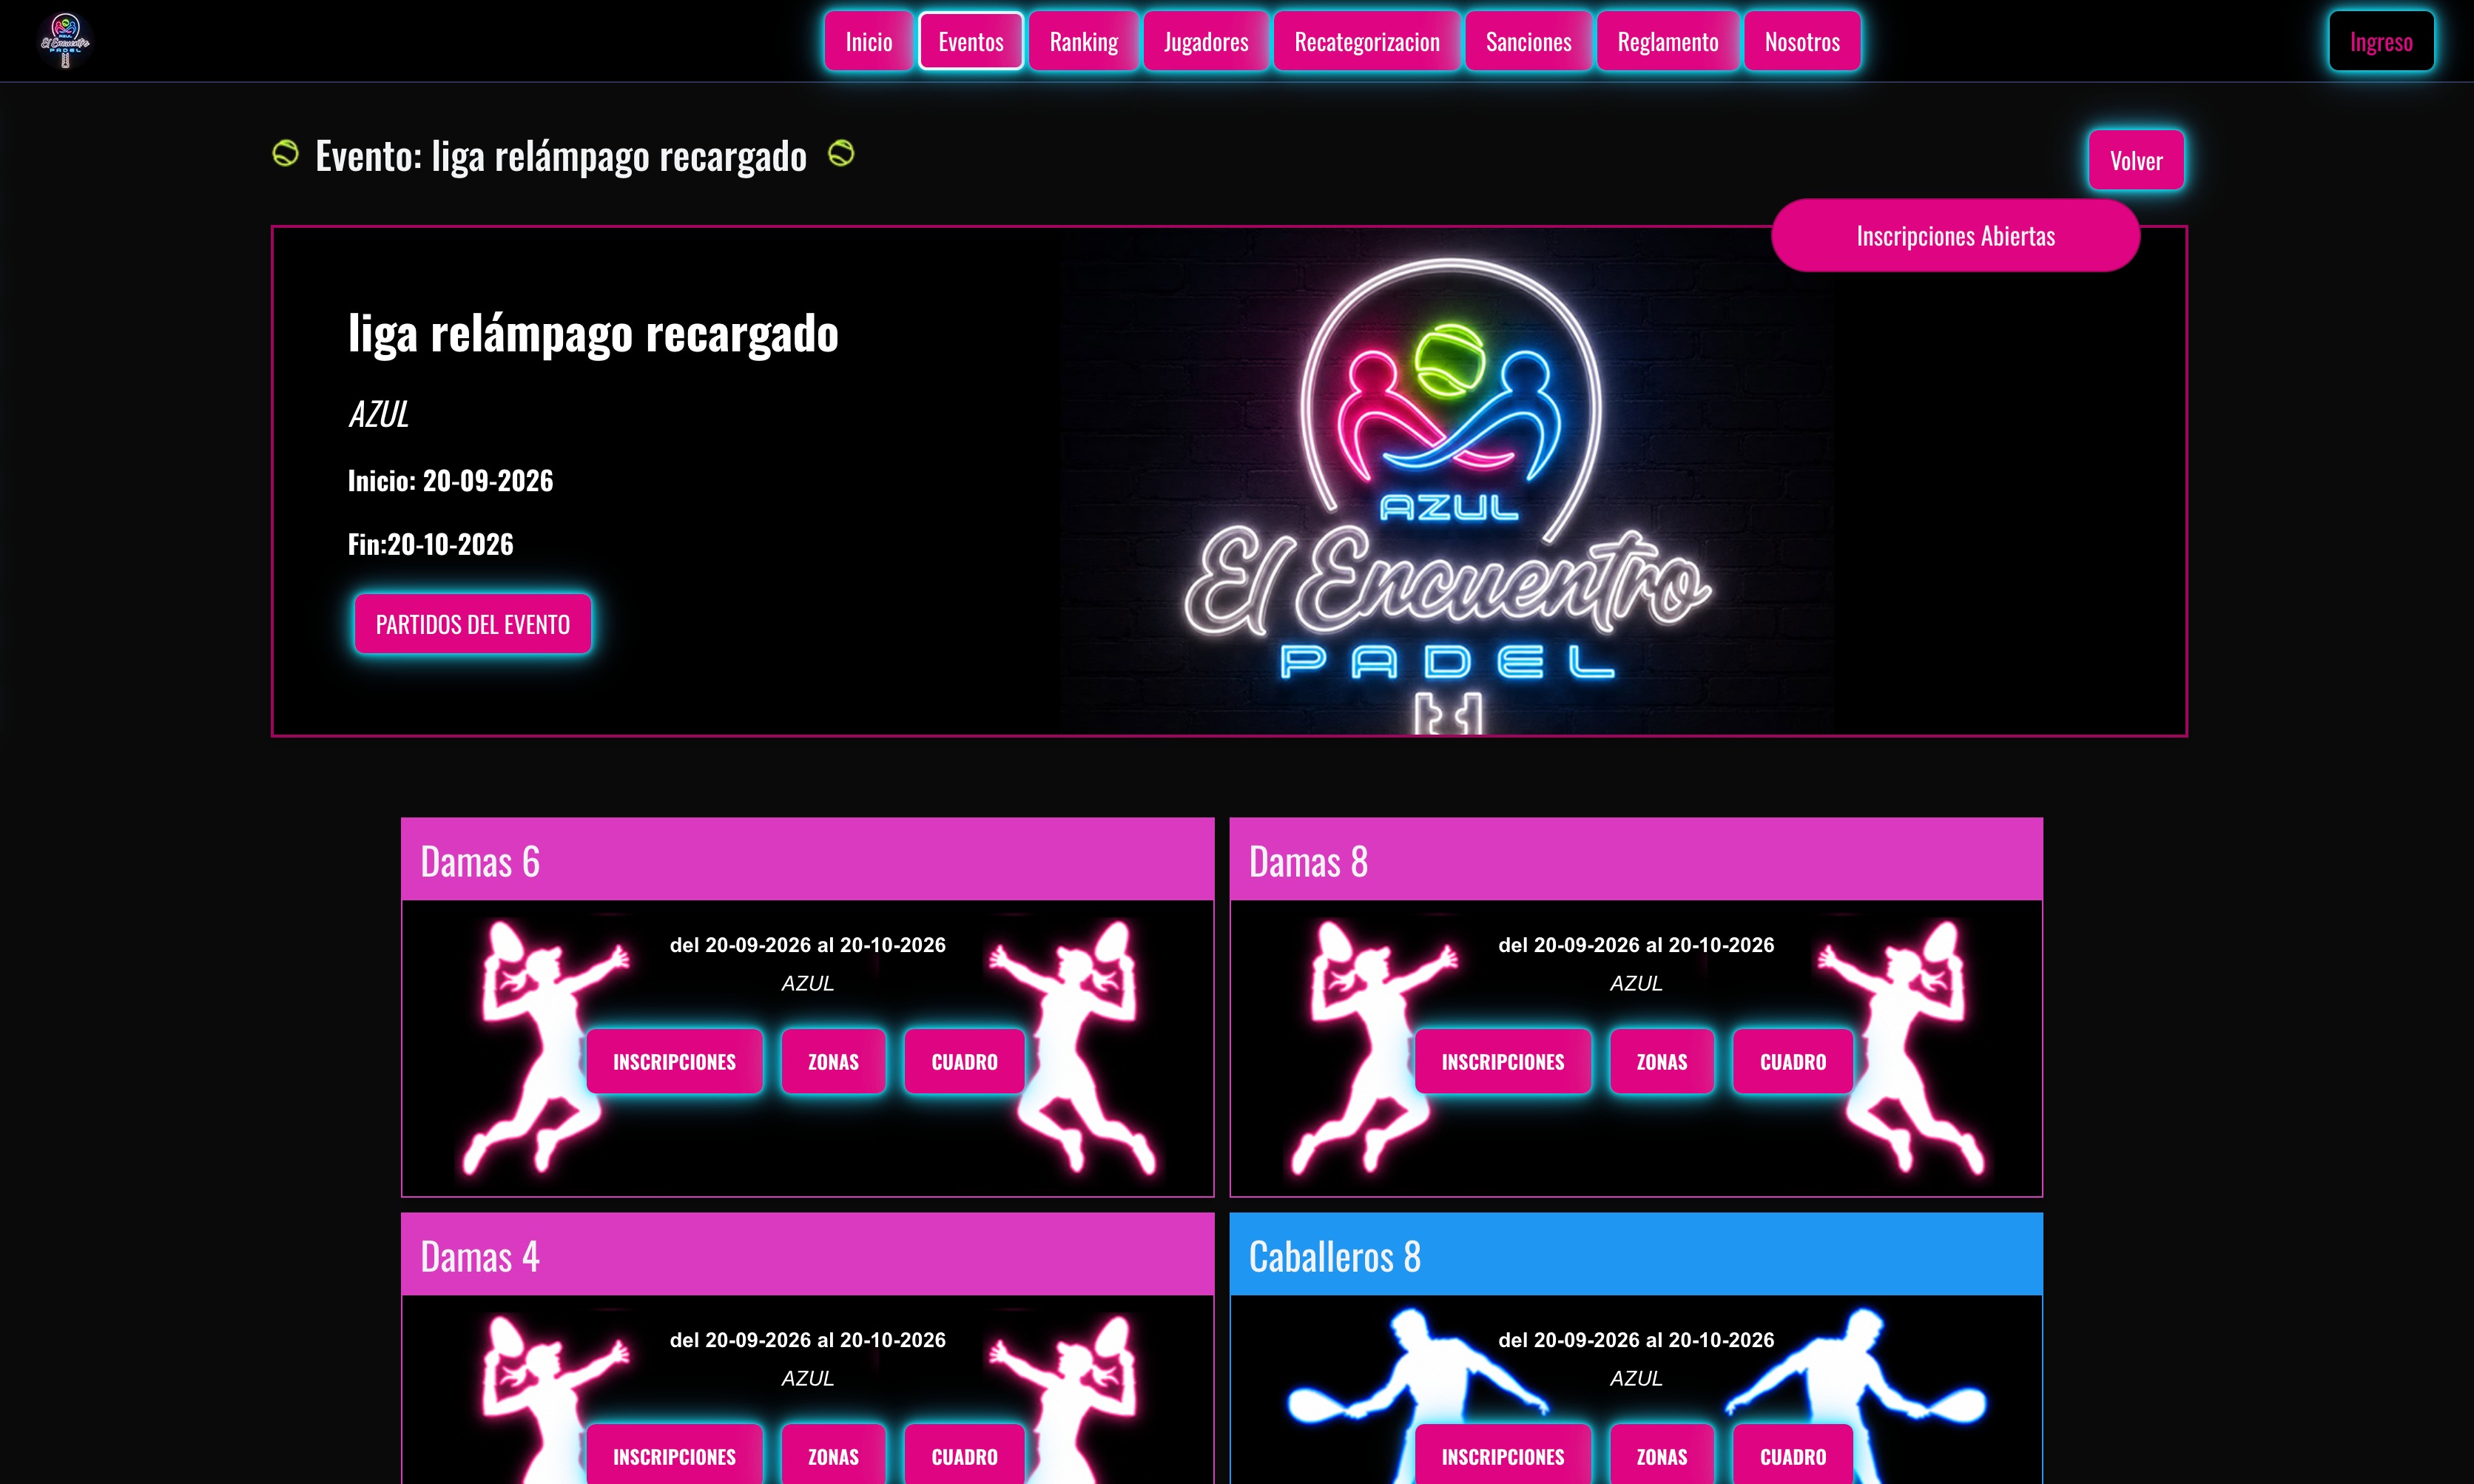 Inicio Eventos Ranking Jugadores Recategorizacion Sanciones Reglamento Nosotros Ingreso
Evento: liga relámpago recargado
Volver
Inscripciones Abiertas
liga relámpago recargado
AZUL
Inicio: 20-09-2026
Fin:20-10-2026
PARTIDOS DEL EVENTO
AZUL
El Encuentro
PADEL
Damas 6
del 20-09-2026 al 20-10-2026
AZUL
INSCRIPCIONES ZONAS CUADRO
Damas 8
del 20-09-2026 al 20-10-2026
AZUL
INSCRIPCIONES ZONAS CUADRO
Damas 4
del 20-09-2026 al 20-10-2026
AZUL
INSCRIPCIONES ZONAS CUADRO
Caballeros 8
del 20-09-2026 al 20-10-2026
AZUL
INSCRIPCIONES ZONAS CUADRO